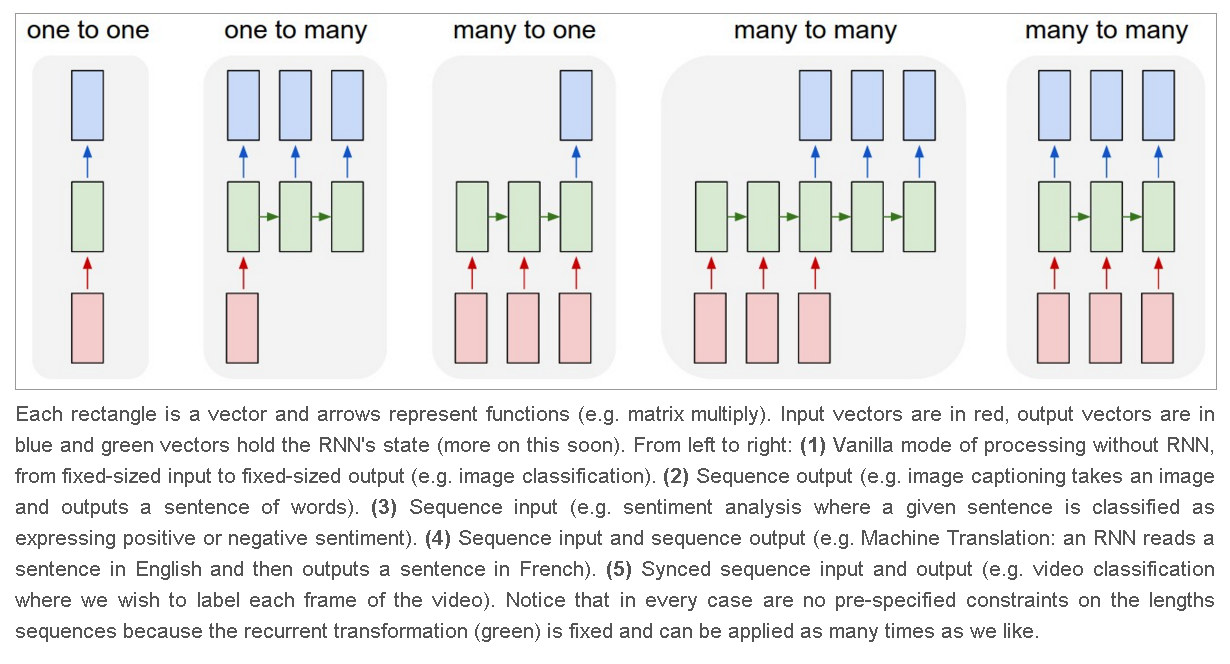 one to one one to many many to one many to many many to many
Each rectangle is a vector and arrows represent functions (e.g. matrix multiply). Input vectors are in red, output vectors are in
blue and green vectors hold the RNN's state (more on this soon). From left to right: (1) Vanilla mode of processing without RNN,
from fixed-sized input to fixed-sized output (e.g. image classification). (2) Sequence output (e.g. image captioning takes an image
and outputs a sentence of words). (3) Sequence input (e.g. sentiment analysis where a given sentence is classified as
expressing positive or negative sentiment). (4) Sequence input and sequence output (e.g. Machine Translation: an RNN reads a
sentence in English and then outputs a sentence in French). (5) Synced sequence input and output (e.g. video classification
where we wish to label each frame of the video). Notice that in every case are no pre-specified constraints on the lengths
sequences because the recurrent transformation (green) is fixed and can be applied as many times as we like.